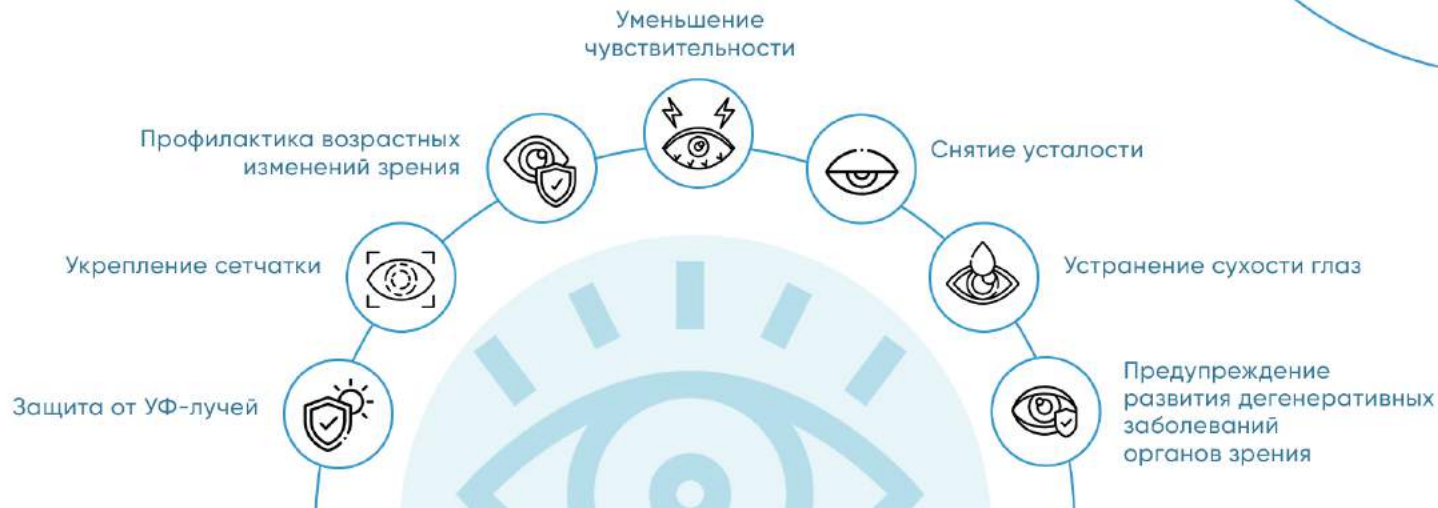 Уменьшение
чувствительности
Профилактика возрастных
изменений зрения
Снятие усталости
Укрепление сетчатки
Устранение сухости глаз
Защита от УФ-лучей
Предупреждение
развития дегенеративных
заболеваний
органов зрения